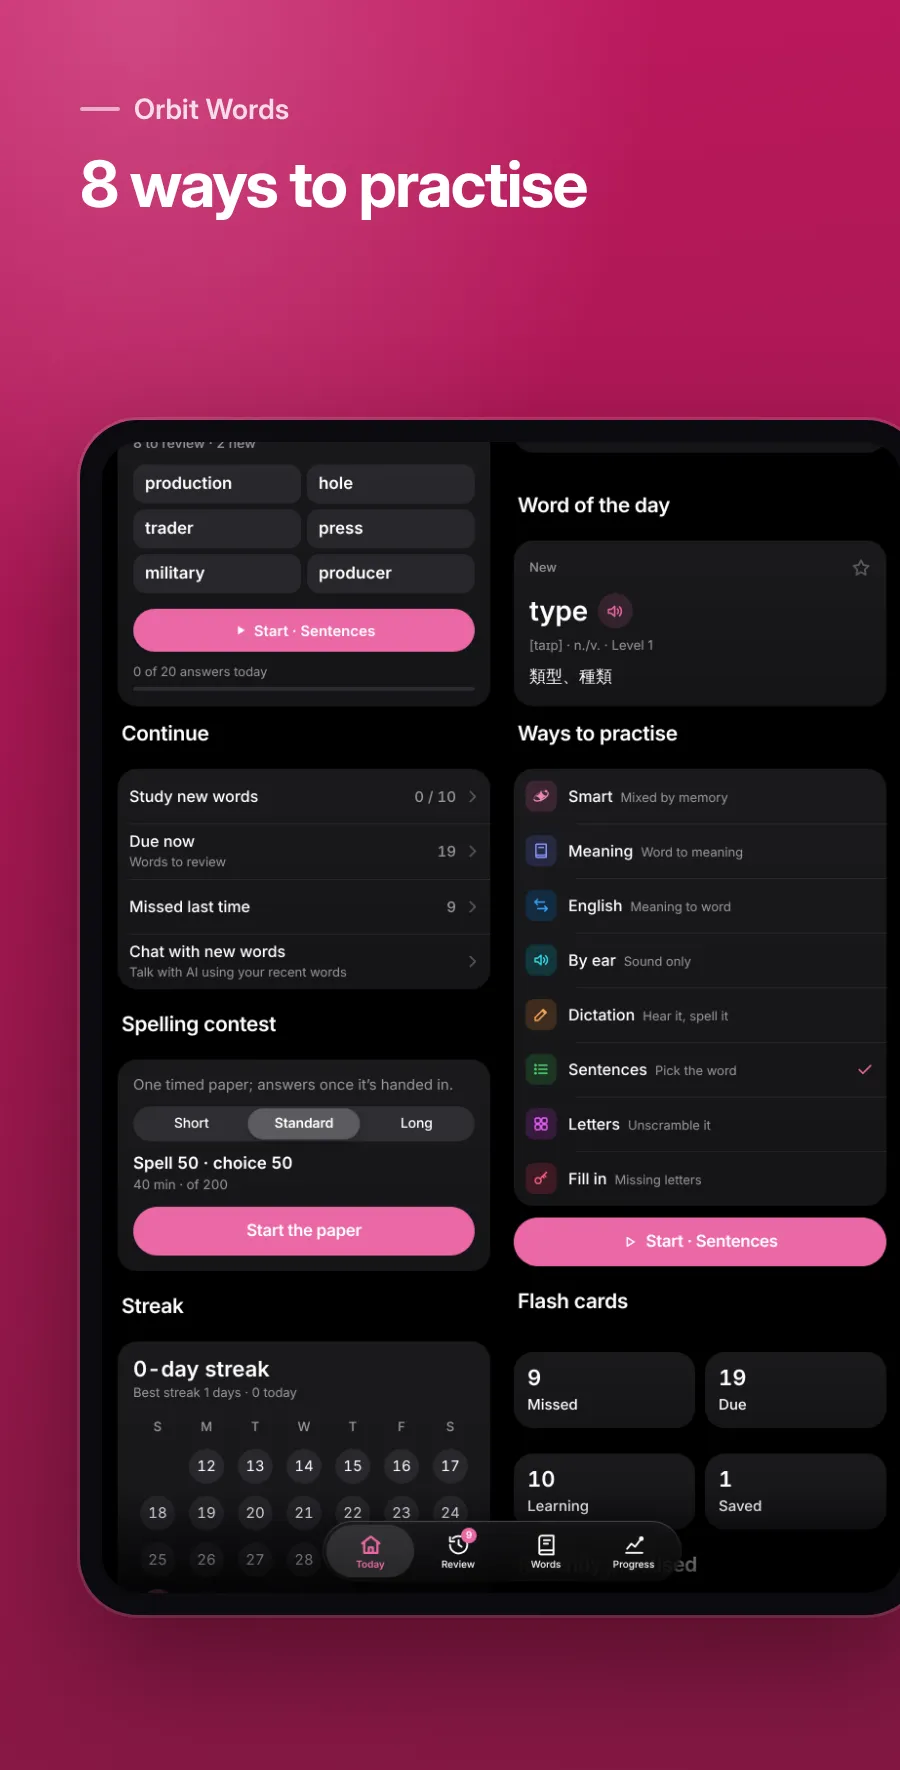 Orbit Words
8 ways to practise
8 to review · 2 new
production
hole
trader
press
military
producer
Start · Sentences
0 of 20 answers today
Continue
Study new words
0 / 10
Due now
Words to review
19
Missed last time
9
Chat with new words
Talk with AI using your recent words
Spelling contest
One timed paper; answers once it's handed in.
Short
Standard
Long
Spell 50 · choice 50
40 min · of 200
Start the paper
Streak
0-day streak
Best streak 1 days · 0 today
S M T W T F S
12 13 14 15 16 17
18 19 20 21 22 23 24
25 26 27 28
Word of the day
New
type
[taɪp] · n./v. · Level 1
類型、種類
Ways to practise
Smart Mixed by memory
Meaning Word to meaning
English Meaning to word
By ear Sound only
Dictation Hear it, spell it
Sentences Pick the word
Letters Unscramble it
Fill in Missing letters
Start · Sentences
Flash cards
9
Missed
19
Due
10
Learning
1
Saved
Today
9
Review
Words
Progress